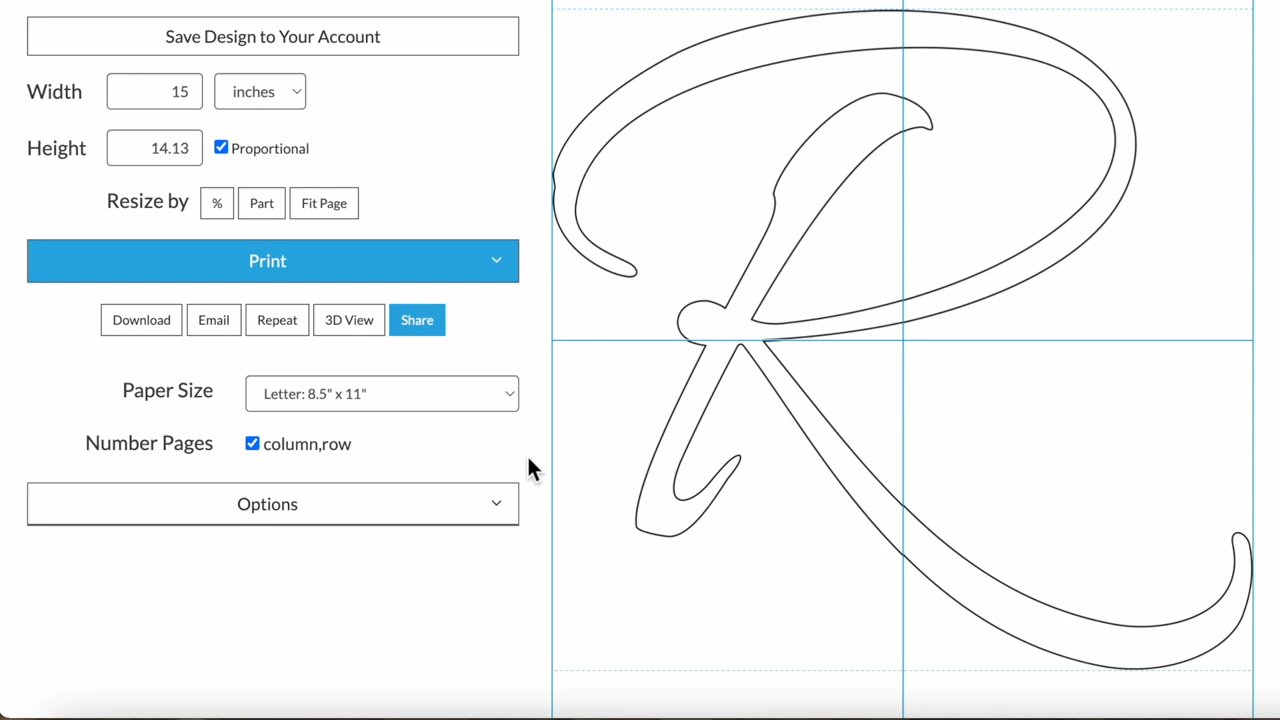 Save Design to Your Account
Width 15 inches
Height 14.13 Proportional
Resize by % Part Fit Page
Print
Download Email Repeat 3D View Share
Paper Size Letter: 8.5" x 11"
Number Pages column,row
Options
R